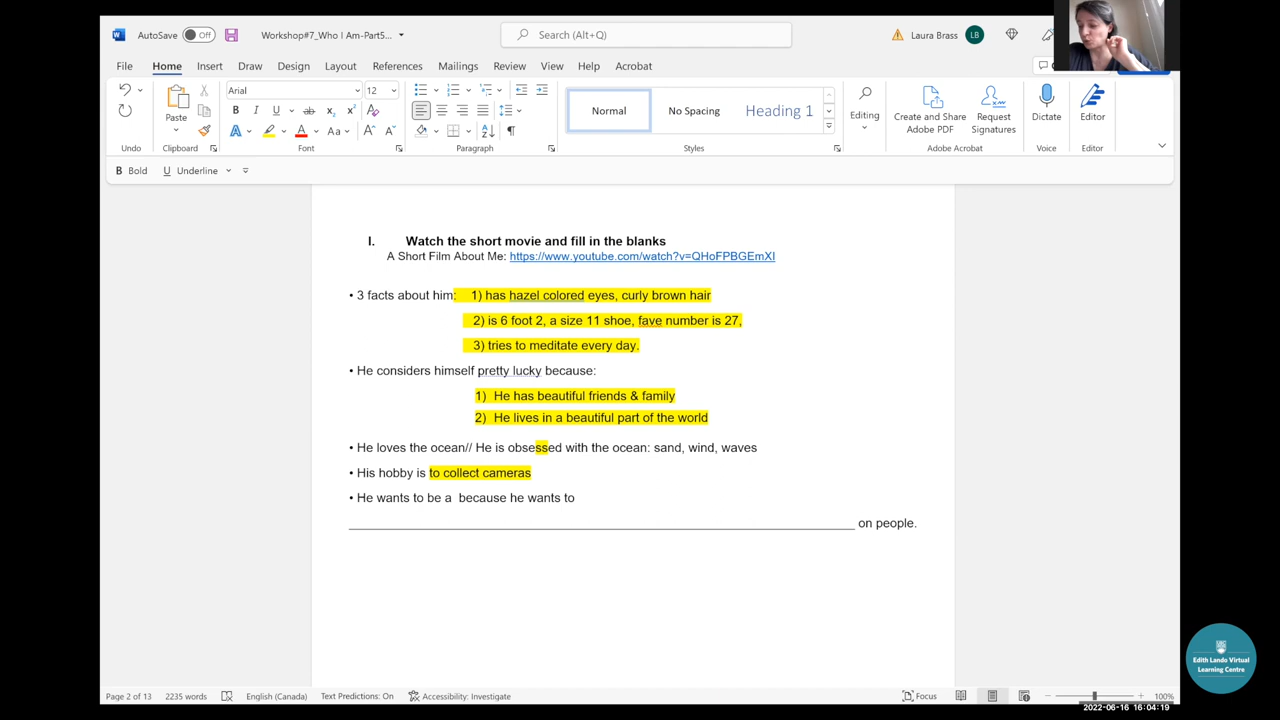 AutoSave Off Workshop#7_Who I Am-Part5... Search (Alt+Q) Laura Brass LB
File Home Insert Draw Design Layout References Mailings Review View Help Acrobat
Arial 12
Paste
Normal No Spacing Heading 1
Editing
Create and Share Adobe PDF
Request Signatures
Dictate
Editor
Undo Clipboard Font Paragraph Styles Adobe Acrobat Voice Editor
B Bold U Underline
I. Watch the short movie and fill in the blanks
A Short Film About Me: https://www.youtube.com/watch?v=QHoFPBGEmXI
• 3 facts about him: 1) has hazel colored eyes, curly brown hair
2) is 6 foot 2, a size 11 shoe, fave number is 27,
3) tries to meditate every day.
• He considers himself pretty lucky because:
1) He has beautiful friends & family
2) He lives in a beautiful part of the world
• He loves the ocean// He is obsessed with the ocean: sand, wind, waves
• His hobby is to collect cameras
• He wants to be a because he wants to
on people.
UBC
Edith Lando Virtual
Learning Centre
Page 2 of 13 2235 words English (Canada) Text Predictions: On Accessibility: Investigate Focus 100%
2022-06-16 16:04:19